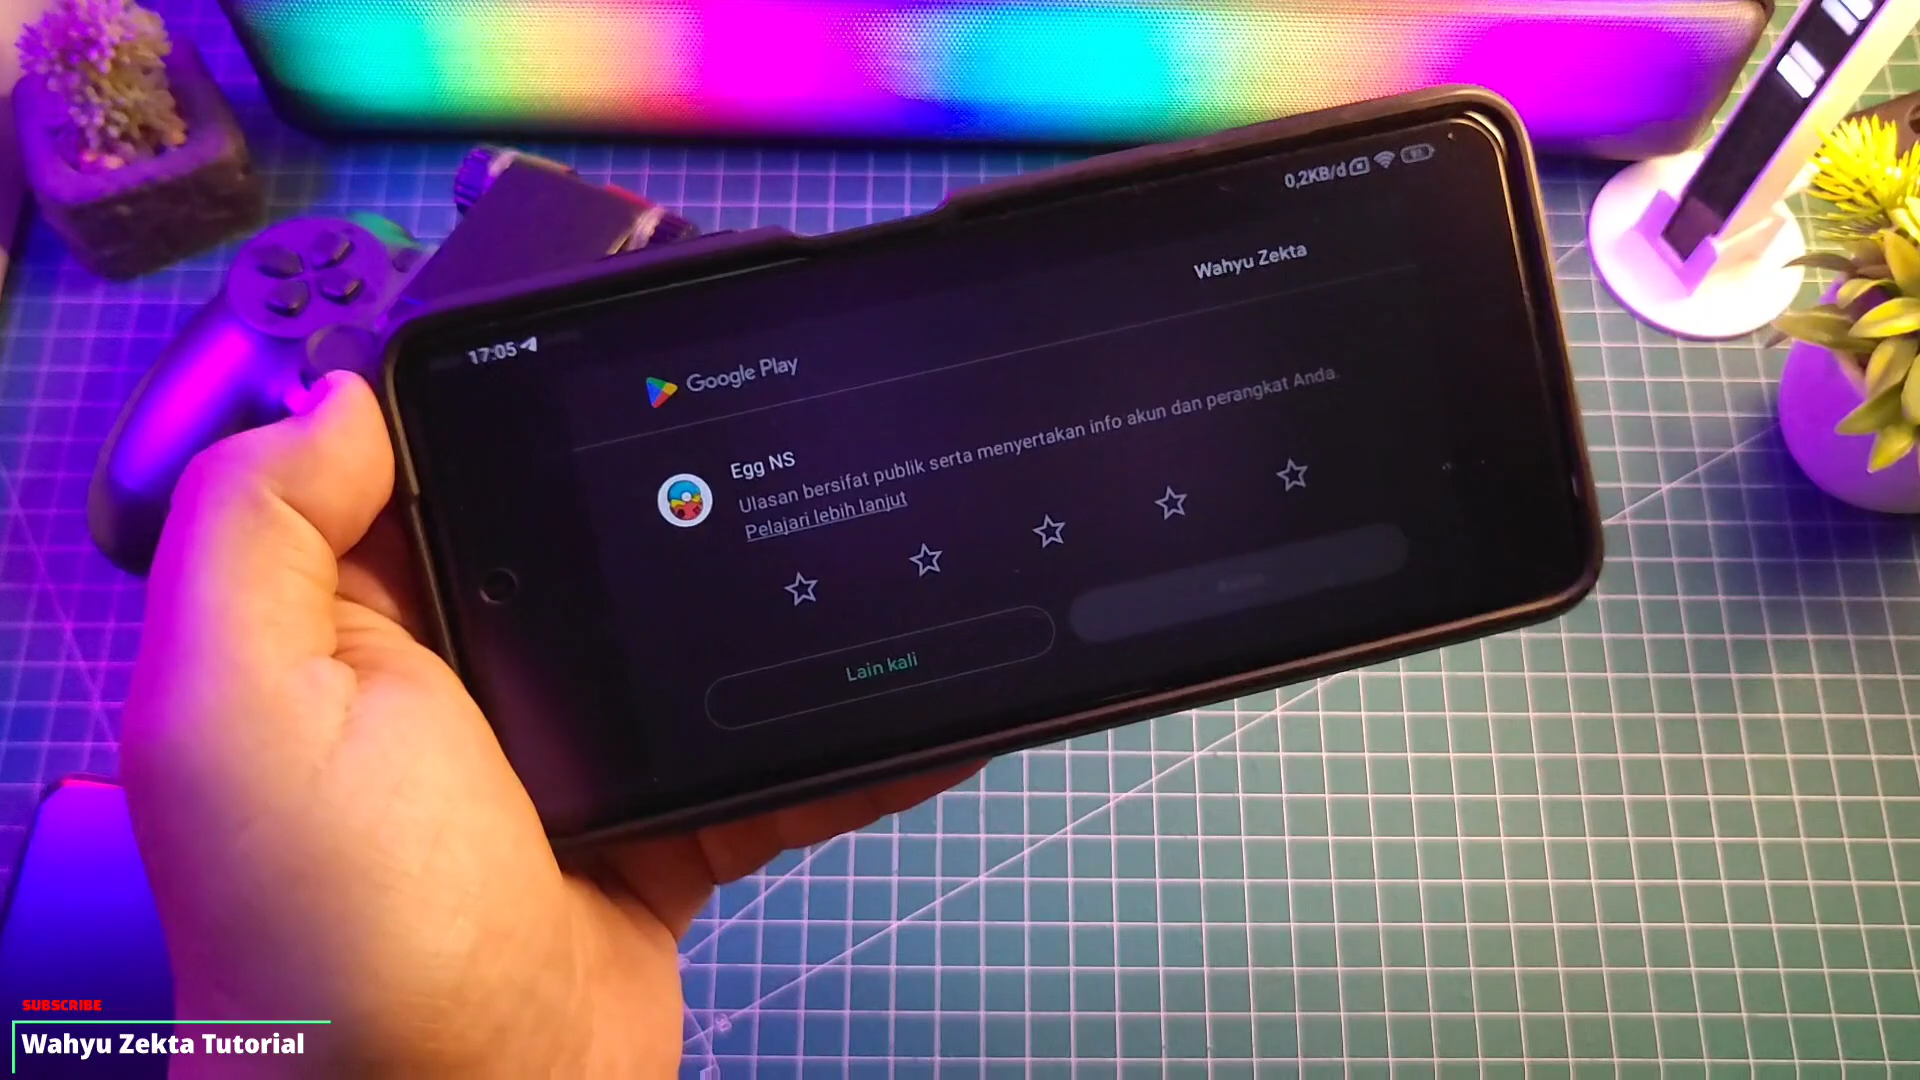 17:05
0,2KB/d
Wahyu Zekta
Google Play
Egg NS
Ulasan bersifat publik serta menyertakan info akun dan perangkat Anda.
Pelajari lebih lanjut
Lain kali
SUBSCRIBE
Wahyu Zekta Tutorial